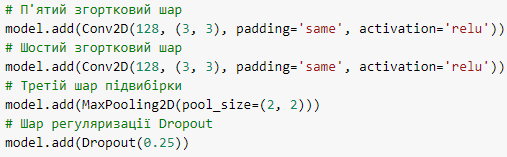 # П'ятий згортковий шар
model.add(Conv2D(128, (3, 3), padding='same', activation='relu'))
# Шостий згортковий шар
model.add(Conv2D(128, (3, 3), padding='same', activation='relu'))
# Третій шар підвибірки
model.add(MaxPooling2D(pool_size=(2, 2)))
# Шар регуляризації Dropout
model.add(Dropout(0.25))